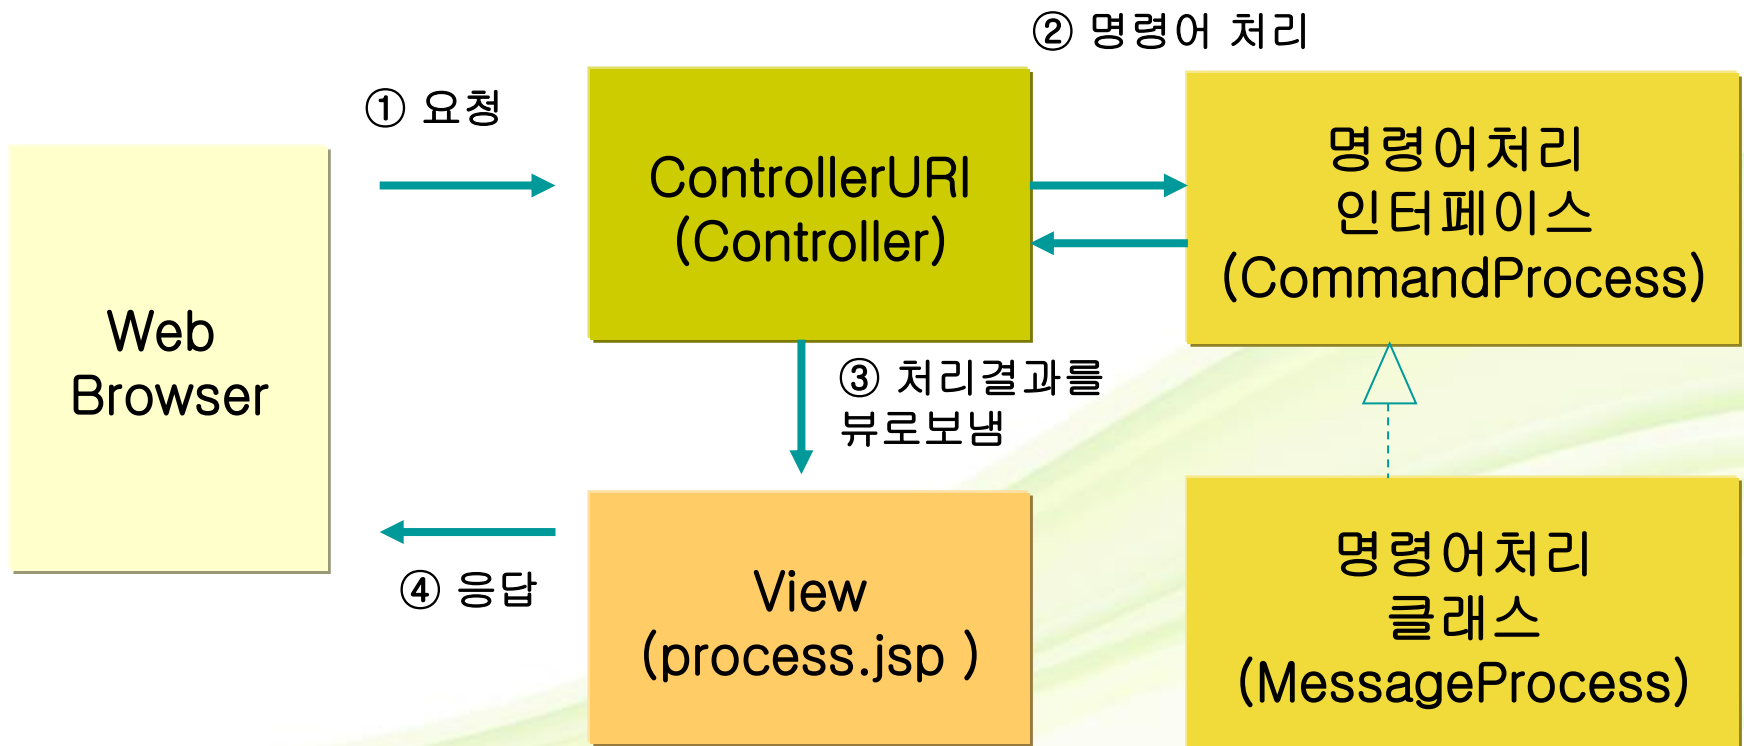 ② 명령어 처리
① 요청
ControllerURI
(Controller)
명령어처리
인터페이스
(CommandProcess)
Web
Browser
③ 처리결과를
뷰로보냄
④ 응답
View
(process.jsp )
명령어처리
클래스
(MessageProcess)